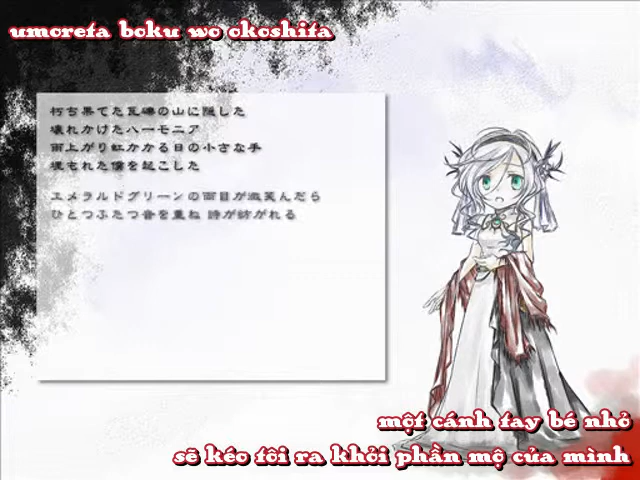 umoreta boku wo okoshita
朽ち果てた瓦礫の山に隠した
壊れかけたハーモニア
雨上がり虹かかる日の小さな手
埋もれた僕を起こした
エメラルドグリーンの両目が微笑んだら
ひとつふたつ音を重ね 詩が紡がれる
một cánh tay bé nhỏ
sẽ kéo tôi ra khỏi phần mộ của mình